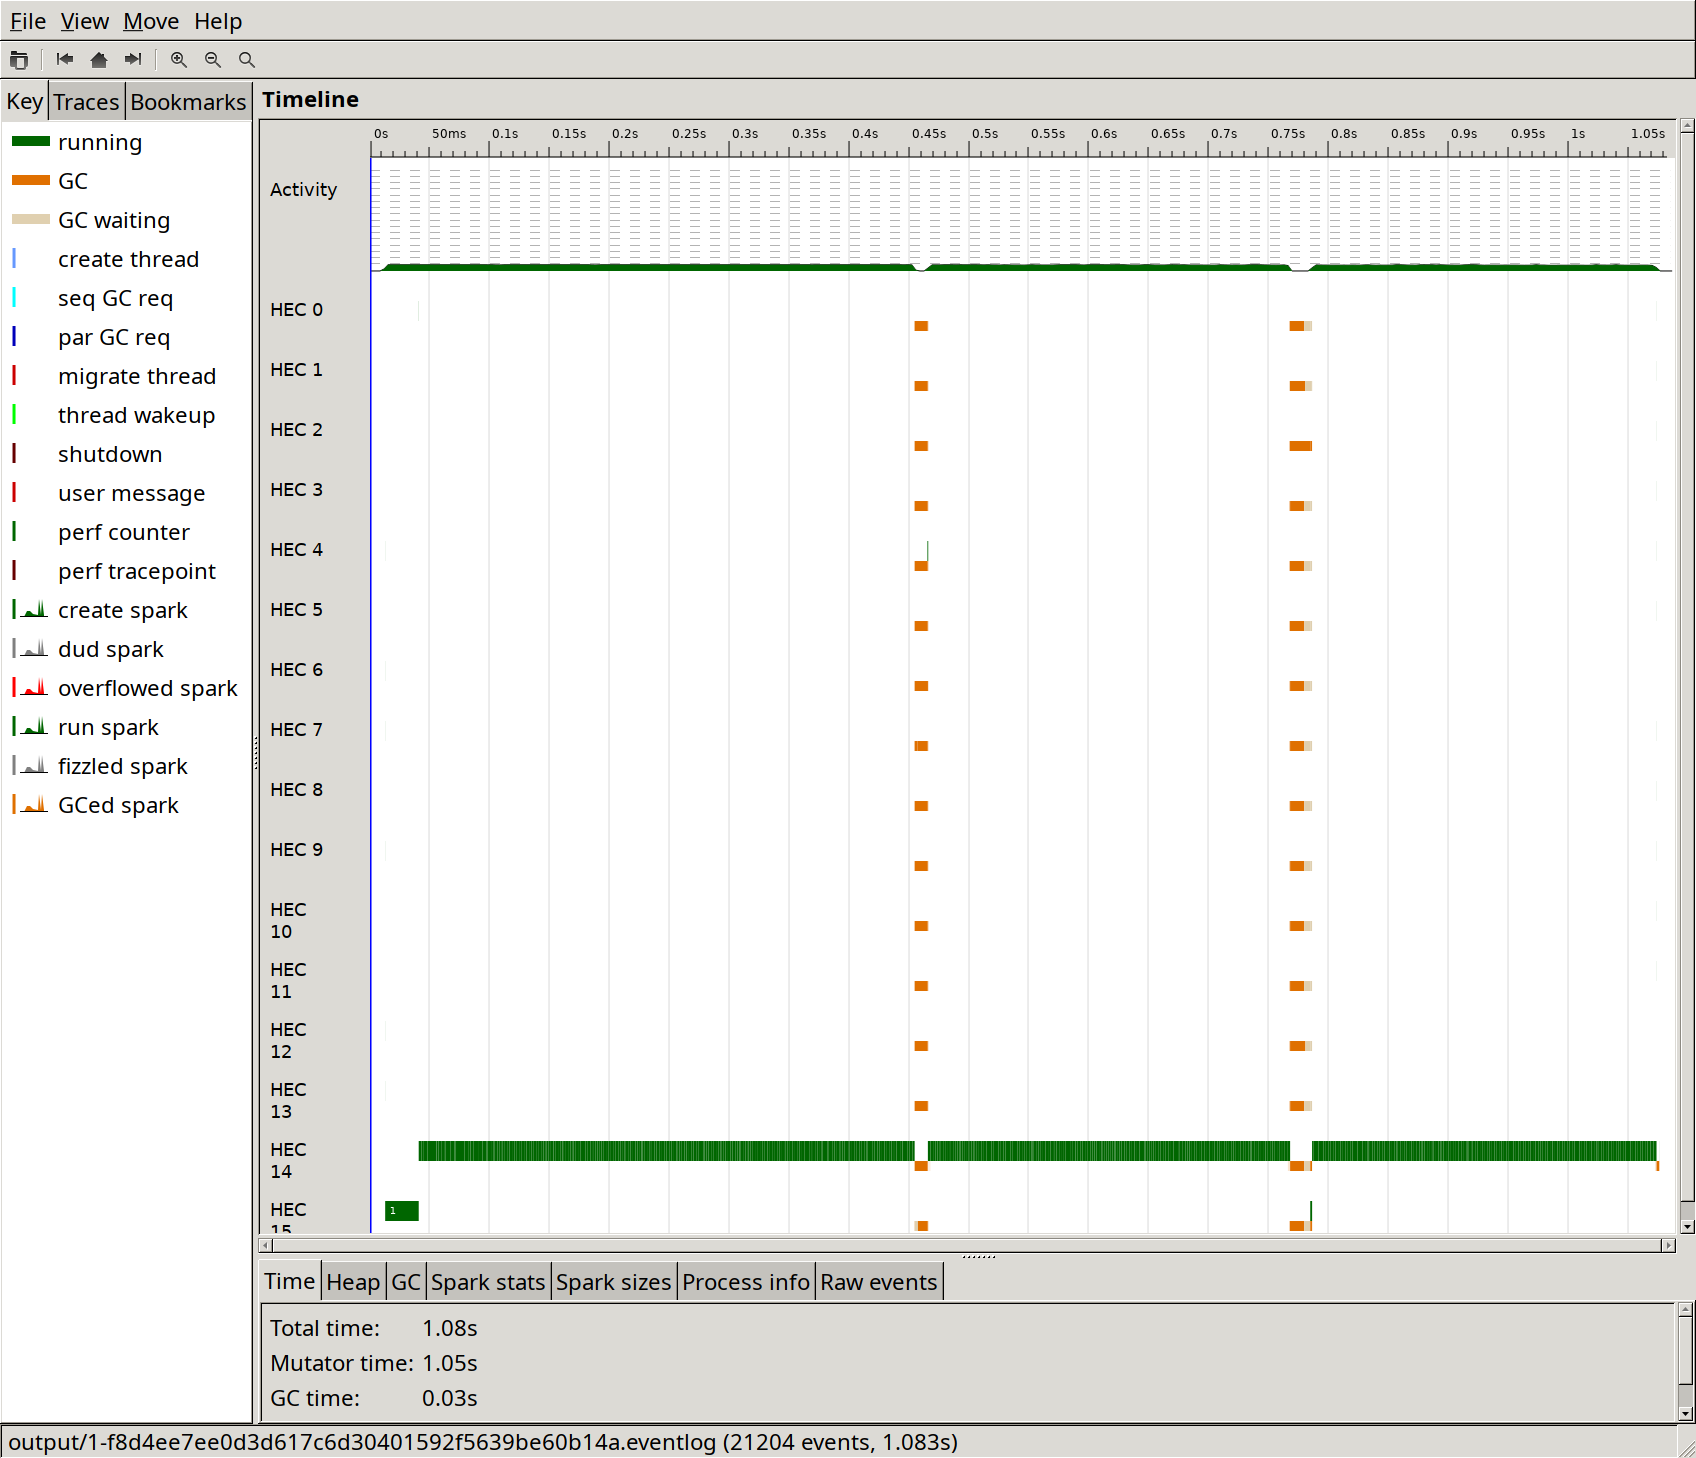 File View Move Help
Key Traces Bookmarks
Timeline
running
GC
GC waiting
create thread
seq GC req
par GC req
migrate thread
thread wakeup
shutdown
user message
perf counter
perf tracepoint
create spark
dud spark
overflowed spark
run spark
fizzled spark
GCed spark
0s 50ms 0.1s 0.15s 0.2s 0.25s 0.3s 0.35s 0.4s 0.45s 0.5s 0.55s 0.6s 0.65s 0.7s 0.75s 0.8s 0.85s 0.9s 0.95s 1s 1.05s
Activity
HEC 0
HEC 1
HEC 2
HEC 3
HEC 4
HEC 5
HEC 6
HEC 7
HEC 8
HEC 9
HEC
10
HEC
11
HEC
12
HEC
13
HEC
14
HEC
15
1
Time Heap GC Spark stats Spark sizes Process info Raw events
Total time: 1.08s
Mutator time: 1.05s
GC time: 0.03s
output/1-f8d4ee7ee0d3d617c6d30401592f5639be60b14a.eventlog (21204 events, 1.083s)